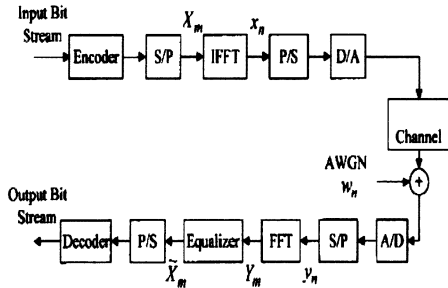 Input Bit
Stream
X_m
x_n
Encoder
S/P
IFFT
P/S
D/A
Channel
AWGN
w_n
+
Output Bit
Stream
Decoder
P/S
Equalizer
FFT
S/P
A/D
X̃_m
Y_m
y_n